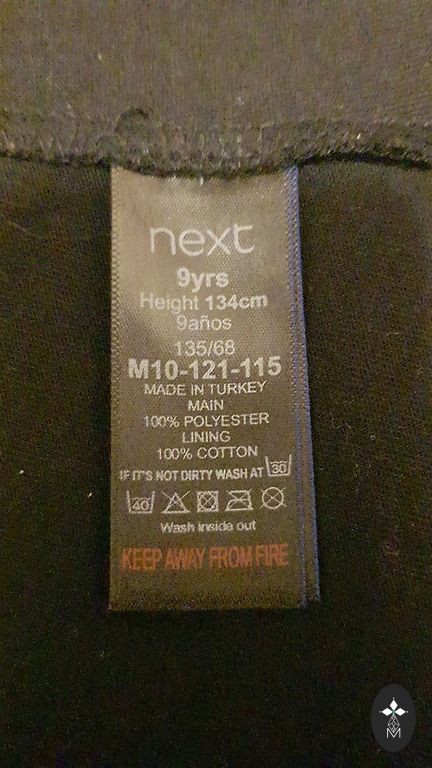 next
9yrs
Height 134cm
9años
135/68
M10-121-115
MADE IN TURKEY
MAIN
100% POLYESTER
LINING
100% COTTON
IF IT'S NOT DIRTY WASH AT 30
40
Wash inside out
KEEP AWAY FROM FIRE
M